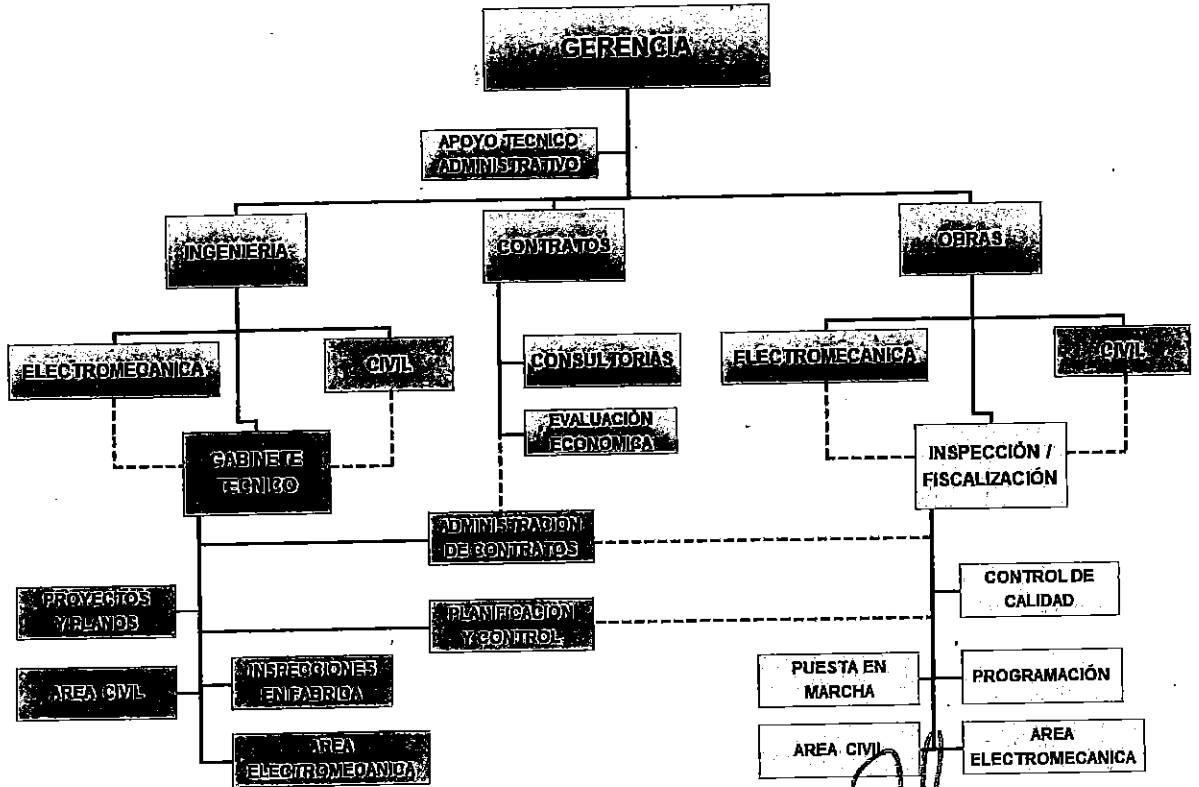 GERENCIA
APOYO TECNICO
ADMINISTRATIVO
INGENIERIA
CONTRATOS
OBRAS
ELECTROMECANICA
CIVIL
CONSULTORIAS
ELECTROMECANICA
CIVIL
EVALUACIÓN
ECONOMICA
GABINETE
TECNICO
INSPECCIÓN /
FISCALIZACIÓN
ADMINISTRACION
DE CONTRATOS
PROYECTOS
Y PLANOS
PLANIFICACION
Y CONTROL
CONTROL DE
CALIDAD
AREA CIVIL
INSPECCIONES
EN FABRICA
PUESTA EN
MARCHA
PROGRAMACIÓN
AREA
ELECTROMECANICA
AREA CIVIL
AREA
ELECTROMECANICA